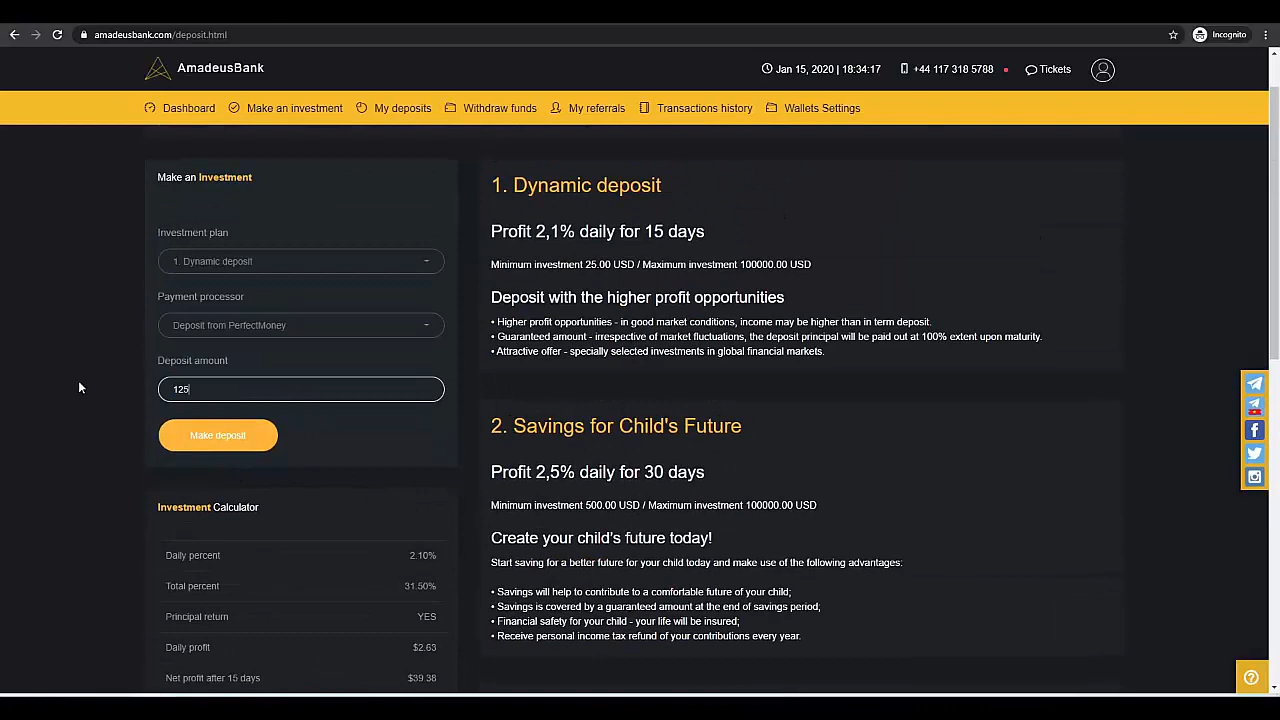 amadeusbank.com/deposit.html
Incognito
AmadeusBank
Jan 15, 2020 | 18:34:17
+44 117 318 5788
Tickets
Dashboard
Make an investment
My deposits
Withdraw funds
My referrals
Transactions history
Wallets Settings
Make an Investment
Investment plan
1. Dynamic deposit
Payment processor
Deposit from PerfectMoney
Deposit amount
125
Make deposit
Investment Calculator
Daily percent 2.10%
Total percent 31.50%
Principal return YES
Daily profit $2.63
Net profit after 15 days $39.38
1. Dynamic deposit
Profit 2,1% daily for 15 days
Minimum investment 25.00 USD / Maximum investment 100000.00 USD
Deposit with the higher profit opportunities
• Higher profit opportunities - in good market conditions, income may be higher than in term deposit.
• Guaranteed amount - irrespective of market fluctuations, the deposit principal will be paid out at 100% extent upon maturity.
• Attractive offer - specially selected investments in global financial markets.
2. Savings for Child's Future
Profit 2,5% daily for 30 days
Minimum investment 500.00 USD / Maximum investment 100000.00 USD
Create your child's future today!
Start saving for a better future for your child today and make use of the following advantages:
• Savings will help to contribute to a comfortable future of your child;
• Savings is covered by a guaranteed amount at the end of savings period;
• Financial safety for your child - your life will be insured;
• Receive personal income tax refund of your contributions every year.